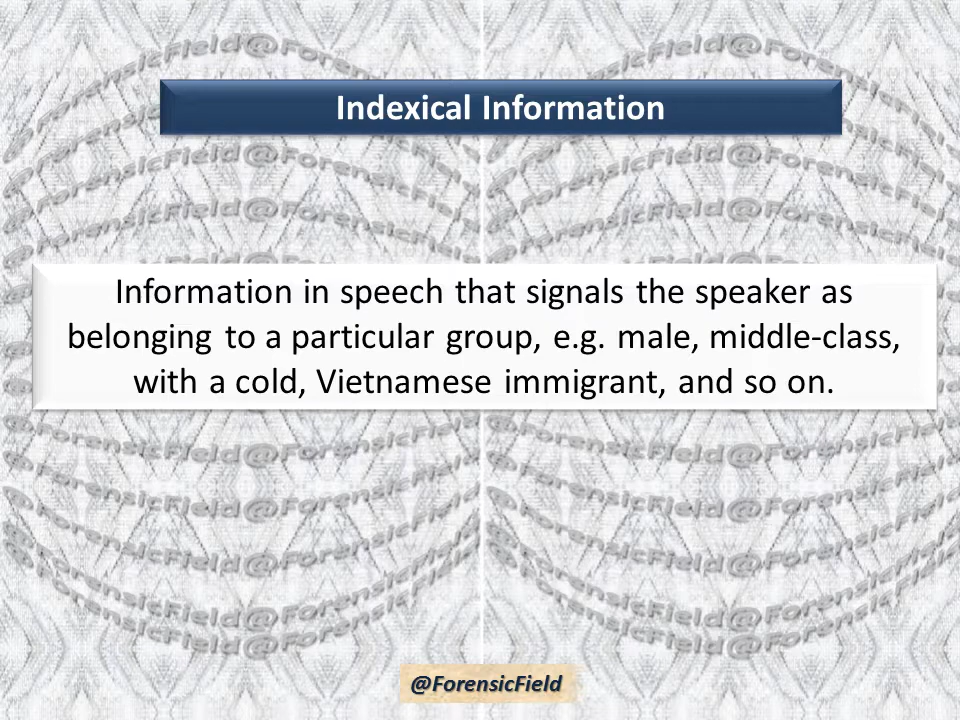 Indexical Information
Information in speech that signals the speaker as
belonging to a particular group, e.g. male, middle-class,
with a cold, Vietnamese immigrant, and so on.
@ForensicField